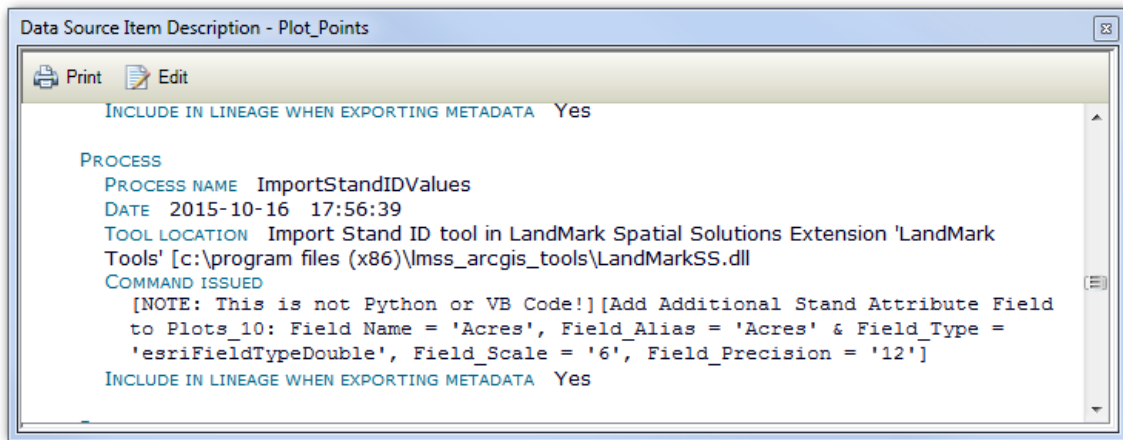 Data Source Item Description - Plot_Points
Print Edit
INCLUDE IN LINEAGE WHEN EXPORTING METADATA Yes
PROCESS
PROCESS NAME ImportStandIDValues
DATE 2015-10-16 17:56:39
TOOL LOCATION Import Stand ID tool in LandMark Spatial Solutions Extension 'LandMark
Tools' [c:\program files (x86)\lmss_arcgis_tools\LandMarkSS.dll
COMMAND ISSUED
[NOTE: This is not Python or VB Code!][Add Additional Stand Attribute Field
to Plots_10: Field Name = 'Acres', Field_Alias = 'Acres' & Field_Type =
'esriFieldTypeDouble', Field_Scale = '6', Field_Precision = '12']
INCLUDE IN LINEAGE WHEN EXPORTING METADATA Yes